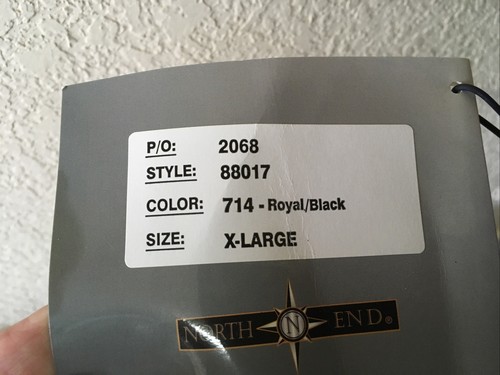 P/O: 2068
STYLE: 88017
COLOR: 714 - Royal/Black
SIZE: X-LARGE
NORTH N END®